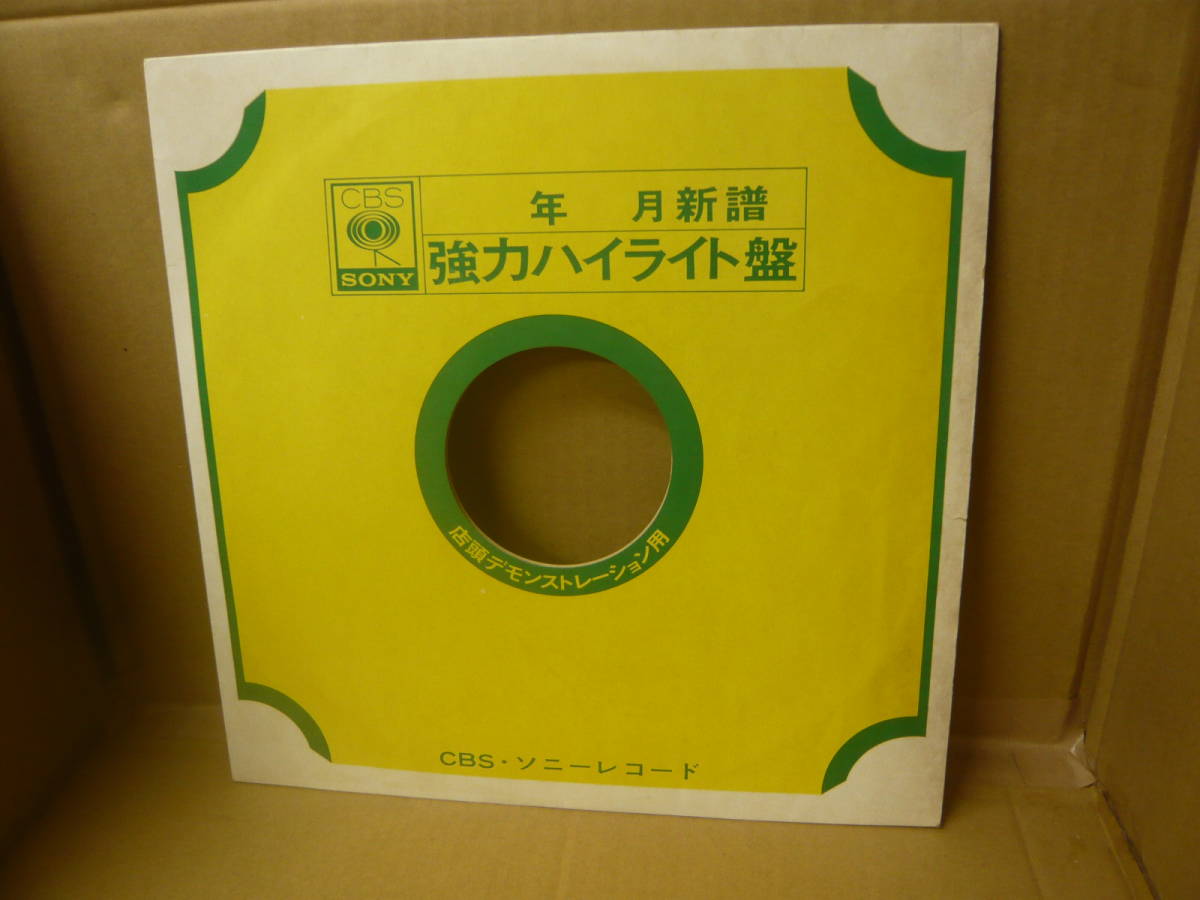 CBS
SONY
年 月新譜
強力ハイライト盤
店頭デモンストレーション用
CBS・ソニーレコード